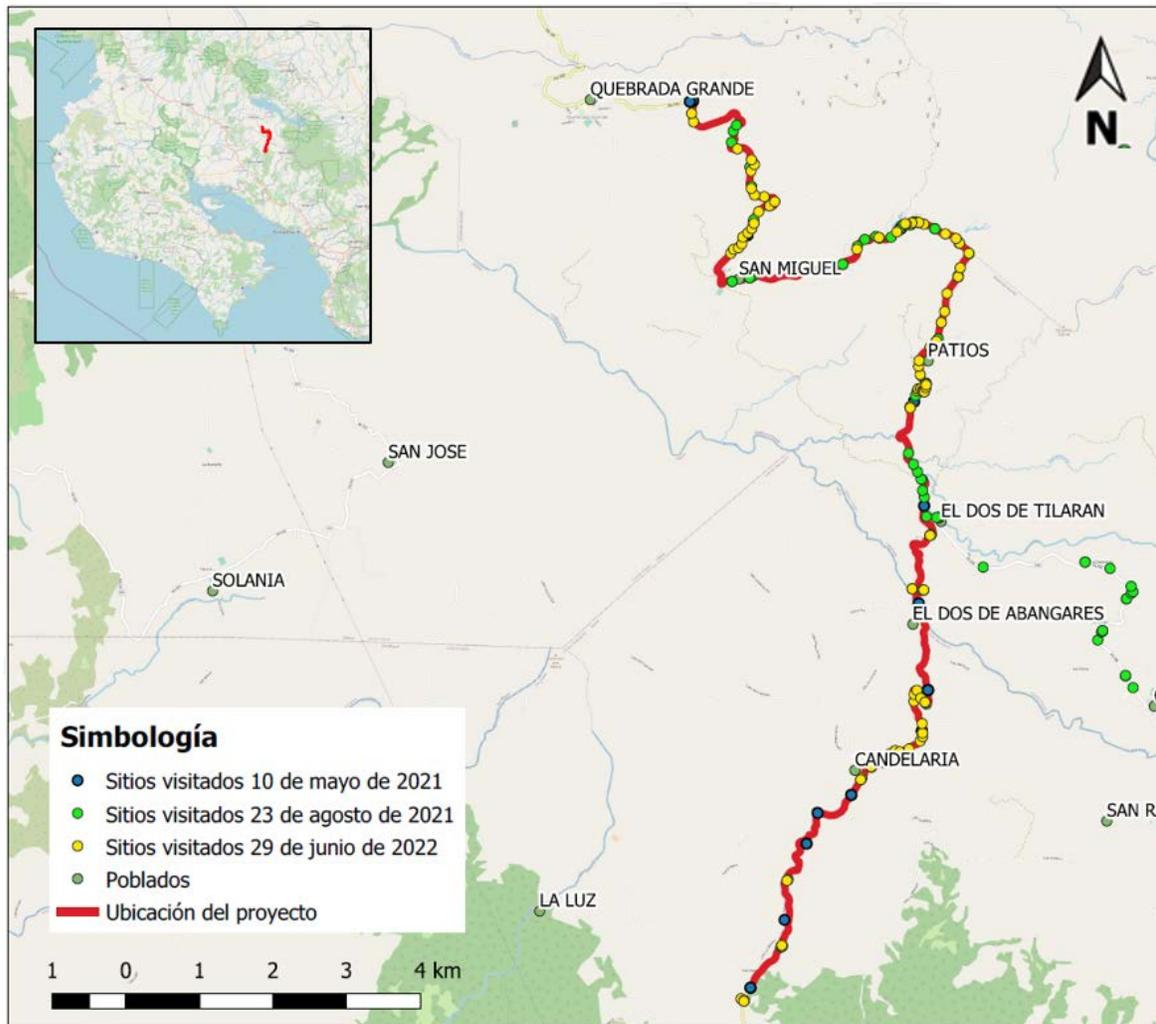 QUEBRADA GRANDE
N
SAN MIGUEL
PATIOS
SAN JOSE
EL DOS DE TILARAN
SOLANIA
EL DOS DE ABANGARES
CANDELARIA
SAN R
LA LUZ
Simbología
Sitios visitados 10 de mayo de 2021
Sitios visitados 23 de agosto de 2021
Sitios visitados 29 de junio de 2022
Poblados
Ubicación del proyecto
1 0 1 2 3 4 km